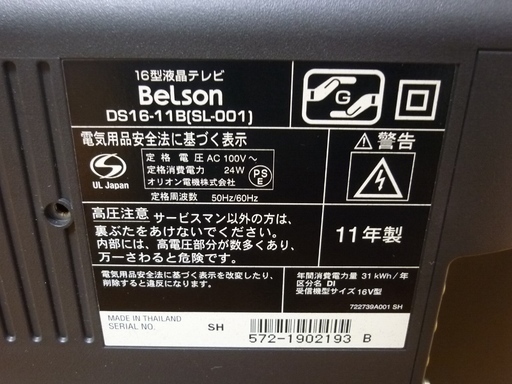 16型液晶テレビ
Belson
DS16-11B[SL-001]
G
電気用品安全法に基づく表示
UL Japan
定格電圧 AC 100V～
定格消費電力 24W
オリオン電機株式会社
定格周波数 50Hz/60Hz
PS
E
警告
高圧注意 サービスマン以外の方は、
裏ぶたをあけないでください。
内部には、高電圧部分が数多くあり、
万一さわると危険です。
11年製
電気用品安全法に基づく表示を改変したり、
削除すると違反になります。
年間消費電力量 31 kWh/年
区分名 DI
受信機型サイズ 16V型
722739A001 SH
MADE IN THAILAND
SERIAL NO.
SH
572-1902193 B